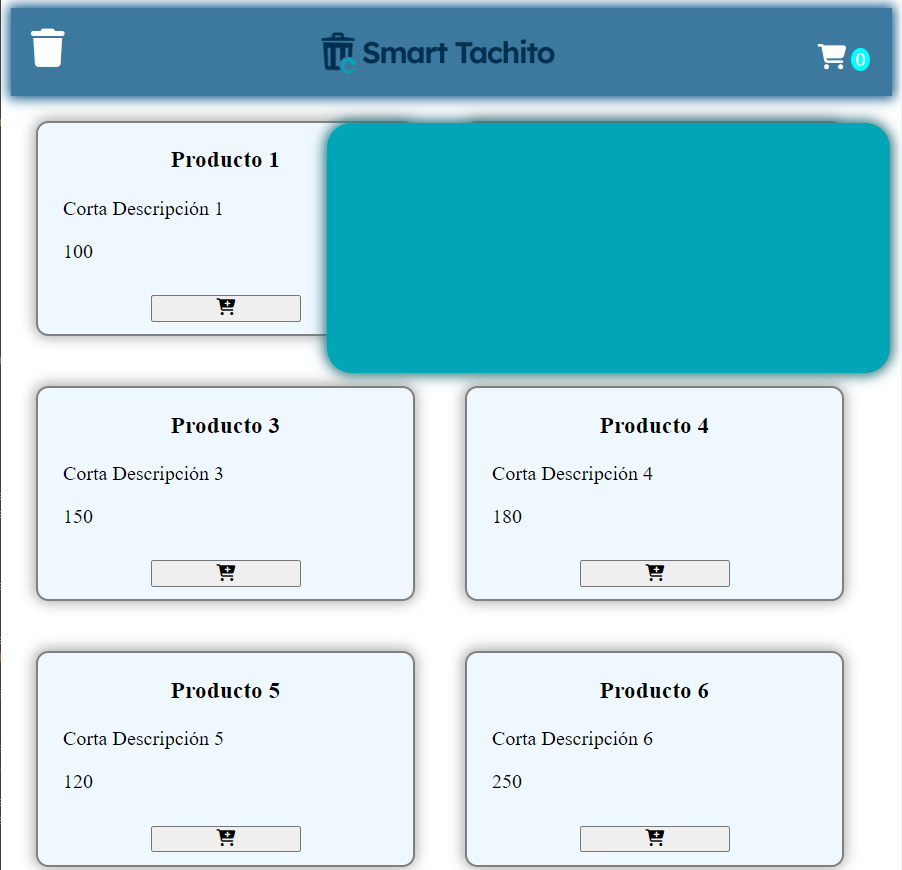 Smart Tachito
0
Producto 1
Corta Descripción 1
100
Producto 3
Corta Descripción 3
150
Producto 4
Corta Descripción 4
180
Producto 5
Corta Descripción 5
120
Producto 6
Corta Descripción 6
250